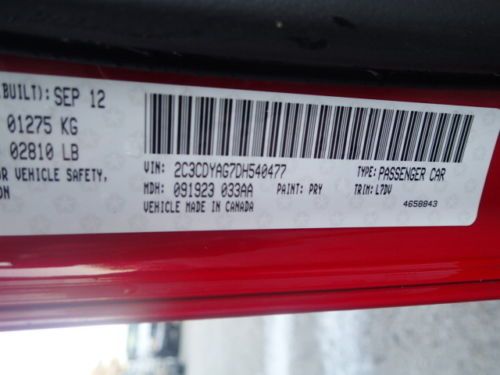 (BUILT): SEP 12
01275 KG
02810 LB
OR VEHICLE SAFETY,
ON
VIN: 2C3CDYAG7DH540477 TYPE: PASSENGER CAR
MDH: 091923 033AA PAINT: PRY TRIM: L7DV
VEHICLE MADE IN CANADA 4658843